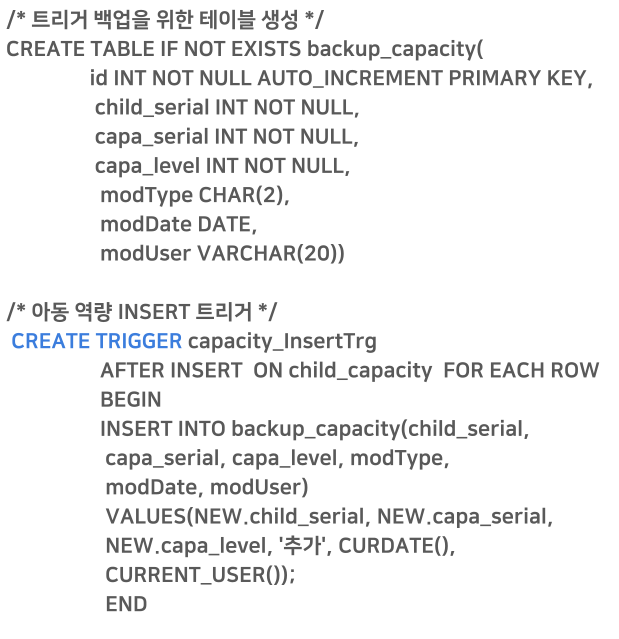 /* 트리거 백업을 위한 테이블 생성 */
CREATE TABLE IF NOT EXISTS backup_capacity(
id INT NOT NULL AUTO_INCREMENT PRIMARY KEY,
child_serial INT NOT NULL,
capa_serial INT NOT NULL,
capa_level INT NOT NULL,
modType CHAR(2),
modDate DATE,
modUser VARCHAR(20))
/* 아동 역량 INSERT 트리거 */
CREATE TRIGGER capacity_InsertTrg
AFTER INSERT ON child_capacity FOR EACH ROW
BEGIN
INSERT INTO backup_capacity(child_serial,
capa_serial, capa_level, modType,
modDate, modUser)
VALUES(NEW.child_serial, NEW.capa_serial,
NEW.capa_level, '추가', CURDATE(),
CURRENT_USER());
END